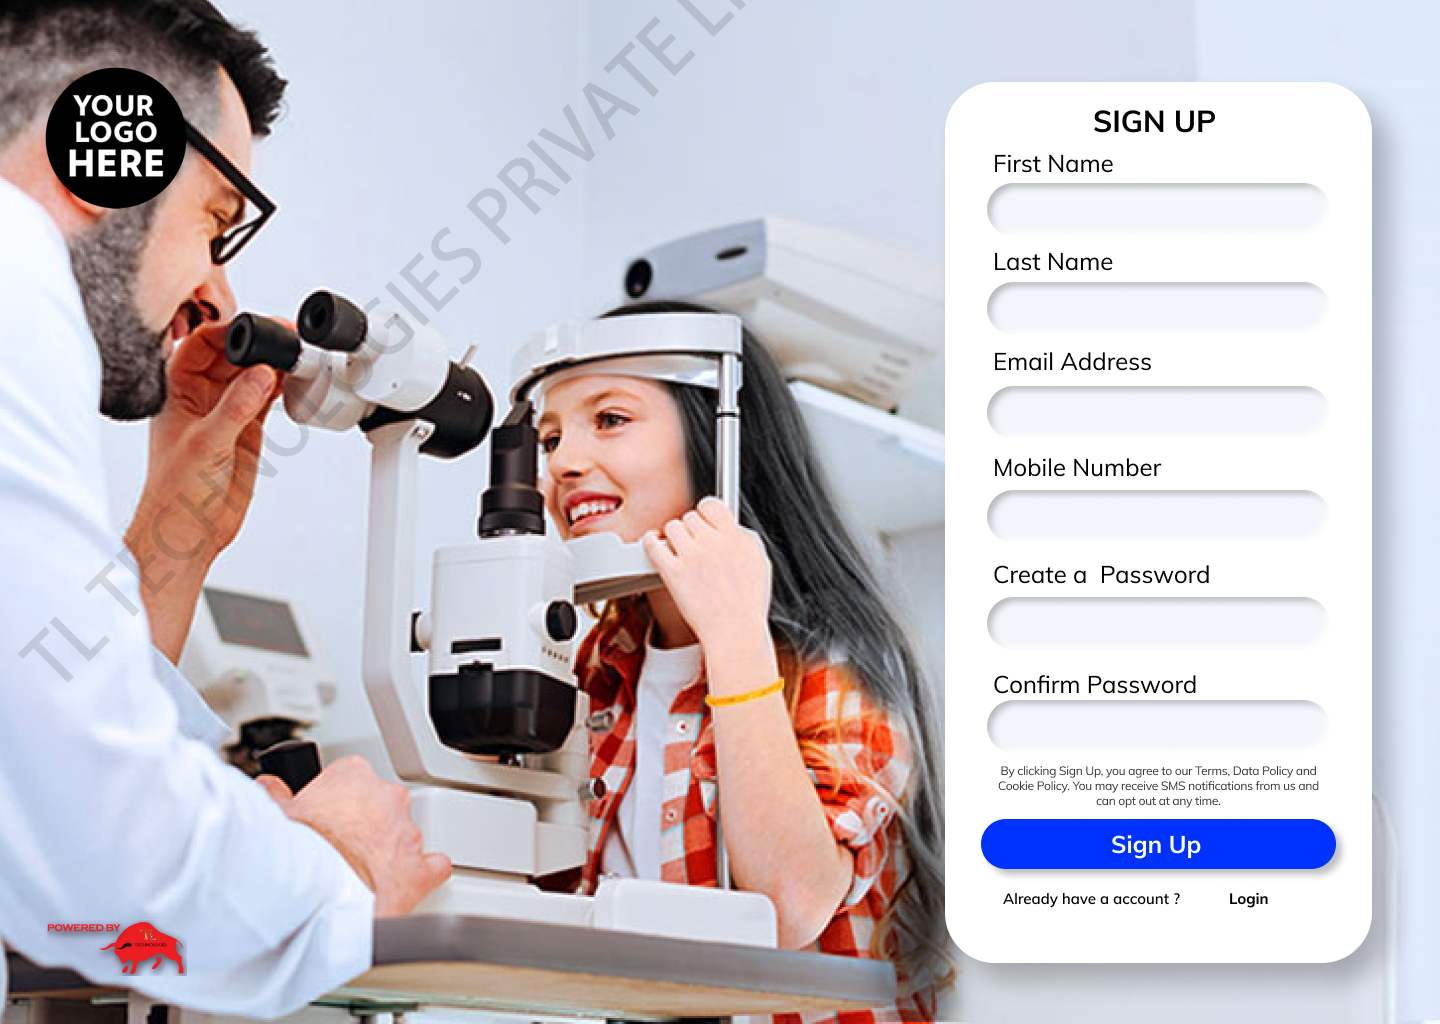 YOUR
LOGO
HERE
TL TECHNOLOGIES PRIVATE
SIGN UP
First Name
Last Name
Email Address
Mobile Number
Create a  Password
Confirm Password
By clicking Sign Up, you agree to our Terms, Data Policy and
Cookie Policy. You may receive SMS notifications from us and
can opt out at any time.
Sign Up
Already have a account ? Login
POWERED BY